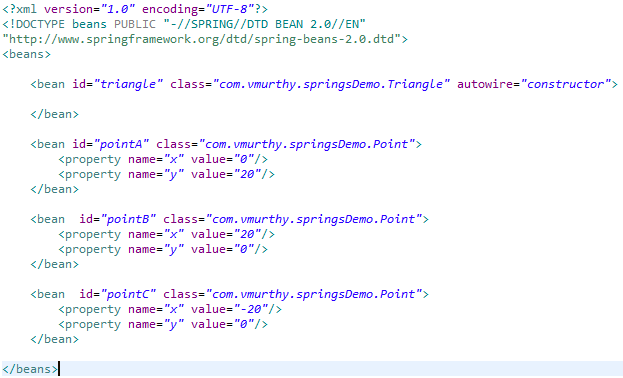 <?xml version="1.0" encoding="UTF-8"?>
<!DOCTYPE beans PUBLIC "-//SPRING//DTD BEAN 2.0//EN"
"http://www.springframework.org/dtd/spring-beans-2.0.dtd">
<beans>
<bean id="triangle" class="com.vmurthy.springsDemo.Triangle" autowire="constructor">
</bean>
<bean id="pointA" class="com.vmurthy.springsDemo.Point">
<property name="x" value="0"/>
<property name="y" value="20"/>
</bean>
<bean  id="pointB" class="com.vmurthy.springsDemo.Point">
<property name="x" value="20"/>
<property name="y" value="0"/>
</bean>
<bean  id="pointC" class="com.vmurthy.springsDemo.Point">
<property name="x" value="-20"/>
<property name="y" value="0"/>
</bean>
</beans>